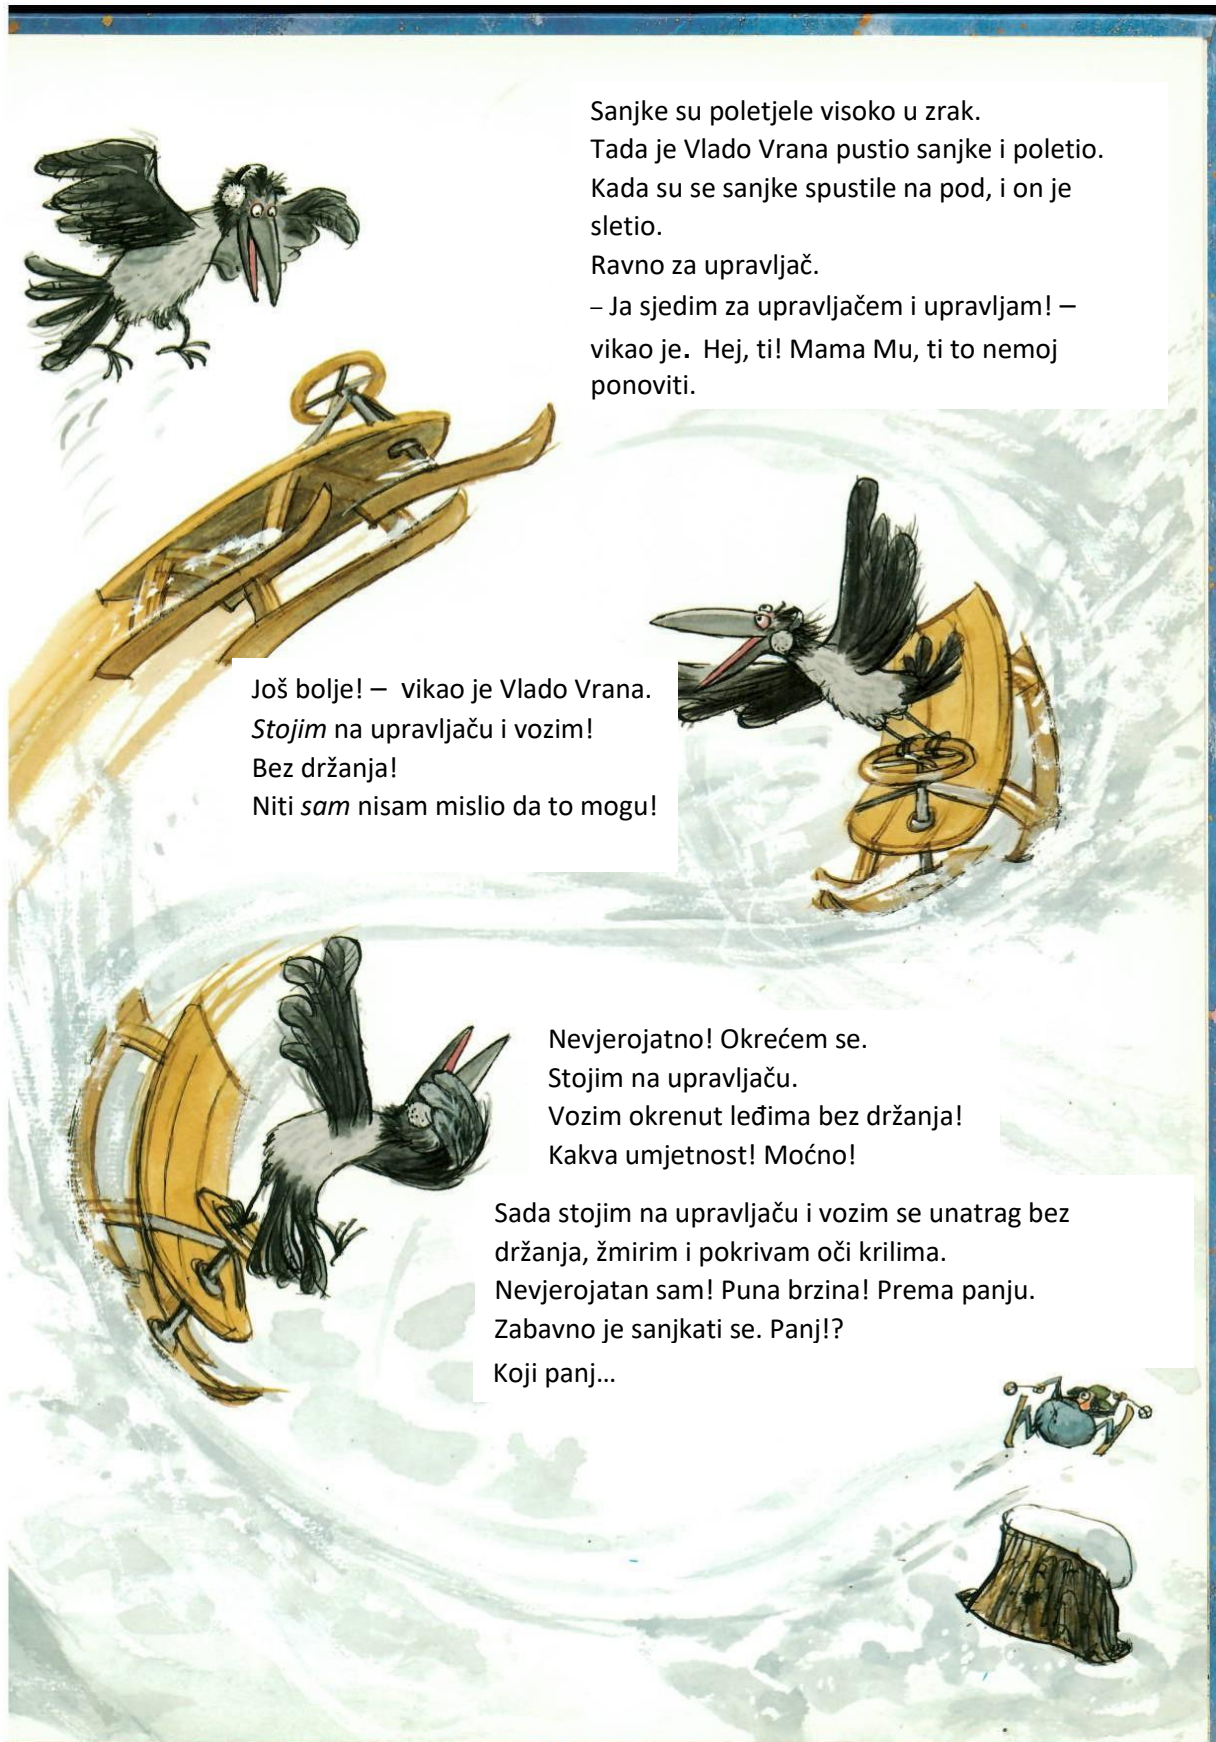 Sanjke su poletjele visoko u zrak.
Tada je Vlado Vrana pustio sanjke i poletio.
Kada su se sanjke spustile na pod, i on je
sletio.
Ravno za upravljač.
– Ja sjedim za upravljačem i upravljam! –
vikao je. Hej, ti! Mama Mu, ti to nemoj
ponoviti.
Još bolje! – vikao je Vlado Vrana.
Stojim na upravljaču i vozim!
Bez držanja!
Niti sam nisam mislio da to mogu!
Nevjerojatno! Okrećem se.
Stojim na upravljaču.
Vozim okrenut leđima bez držanja!
Kakva umjetnost! Moćno!
Sada stojim na upravljaču i vozim se unatrag bez
držanja, žmirim i pokrivam oči krilima.
Nevjerojatan sam! Puna brzina! Prema panju.
Zabavno je sanjkati se. Panj!?
Koji panj…